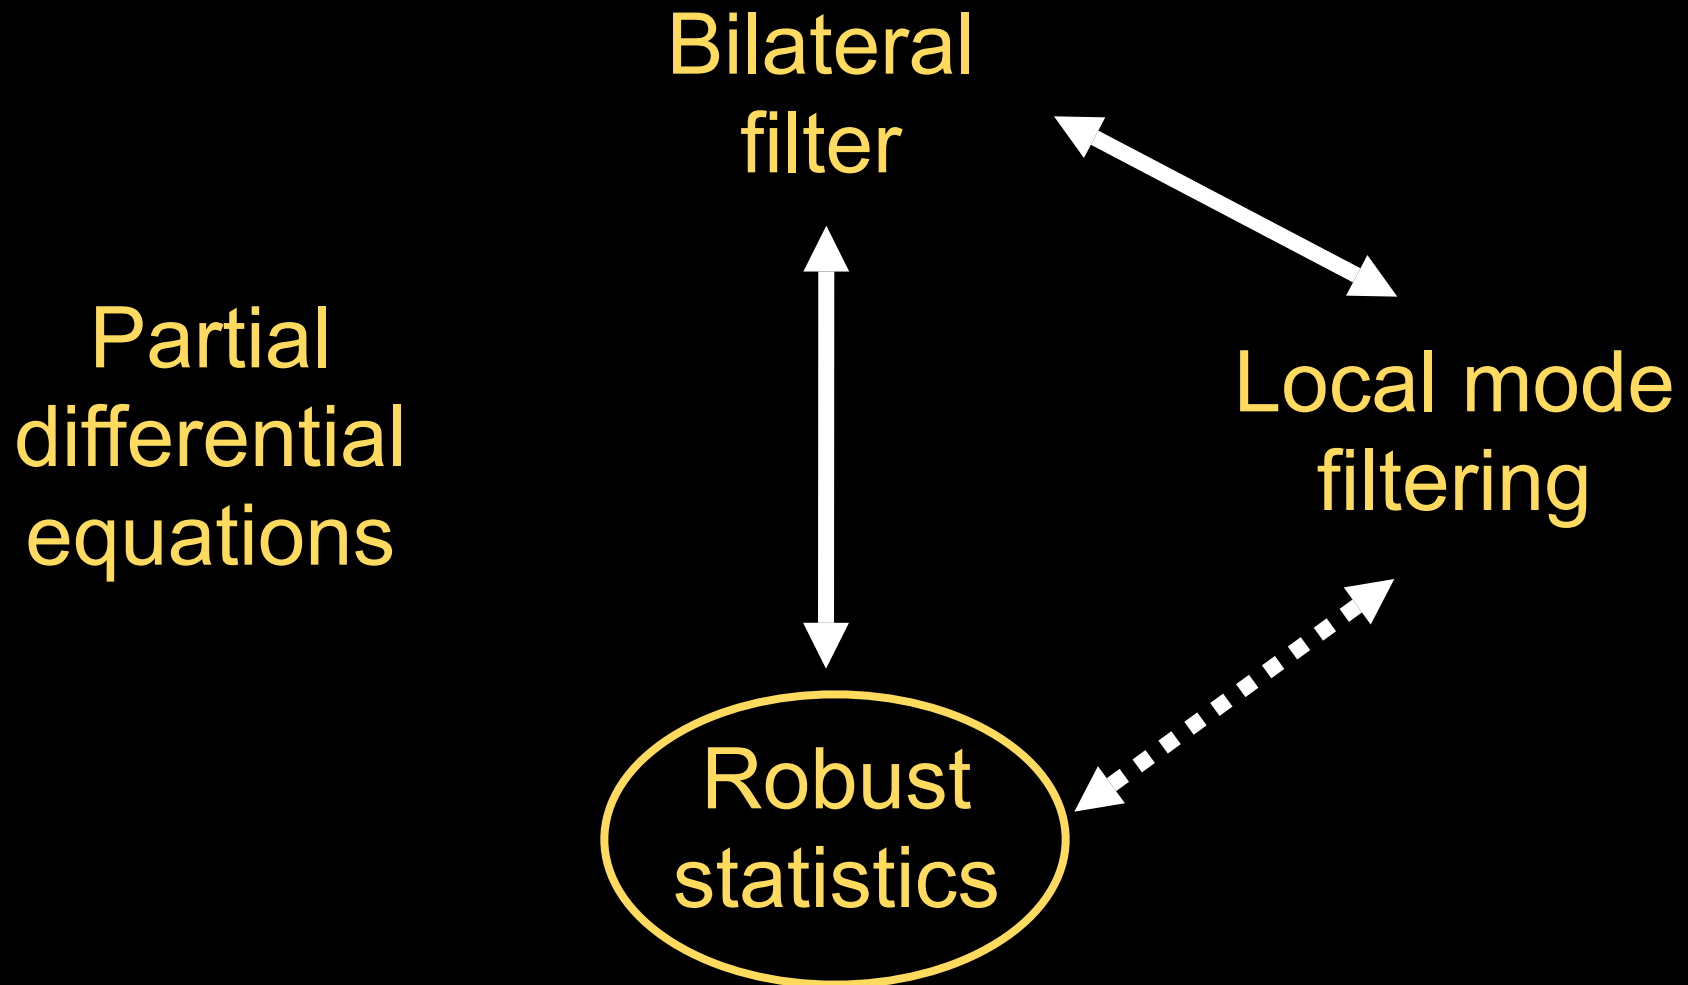 Bilateral
filter
Partial
differential
equations
Local mode
filtering
Robust
statistics